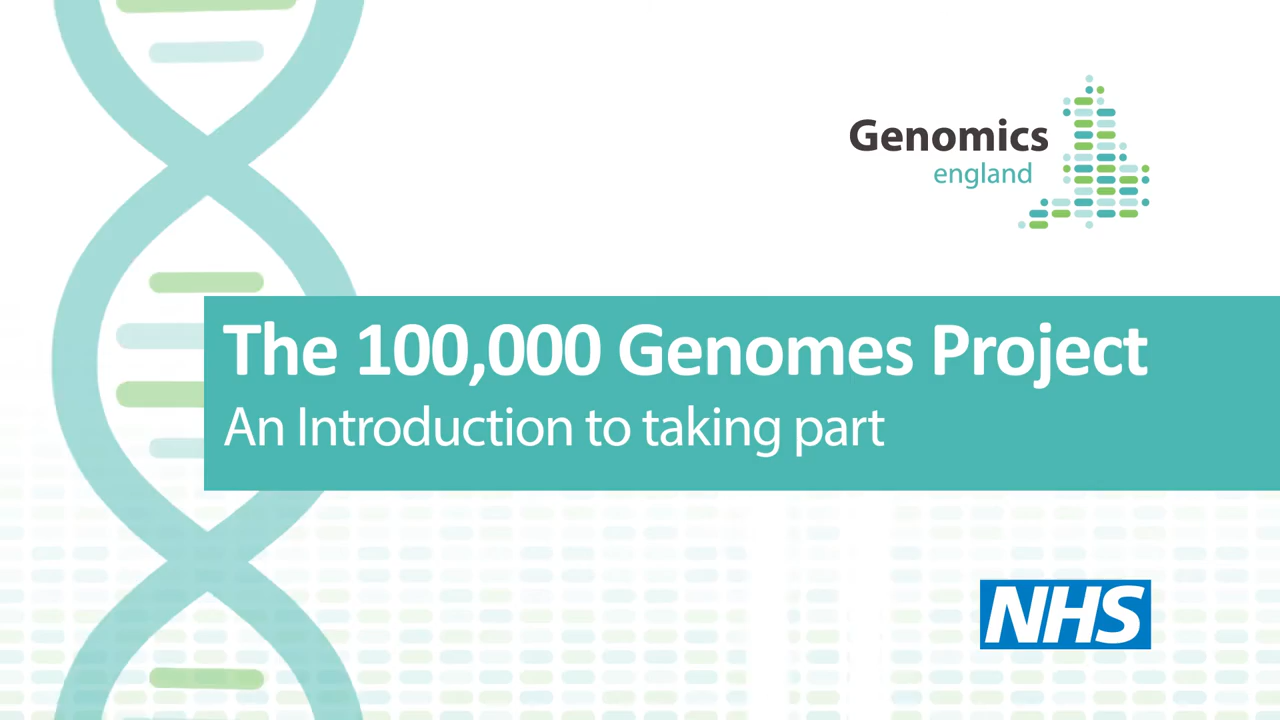 Genomics
england
The 100,000 Genomes Project
An Introduction to taking part
NHS